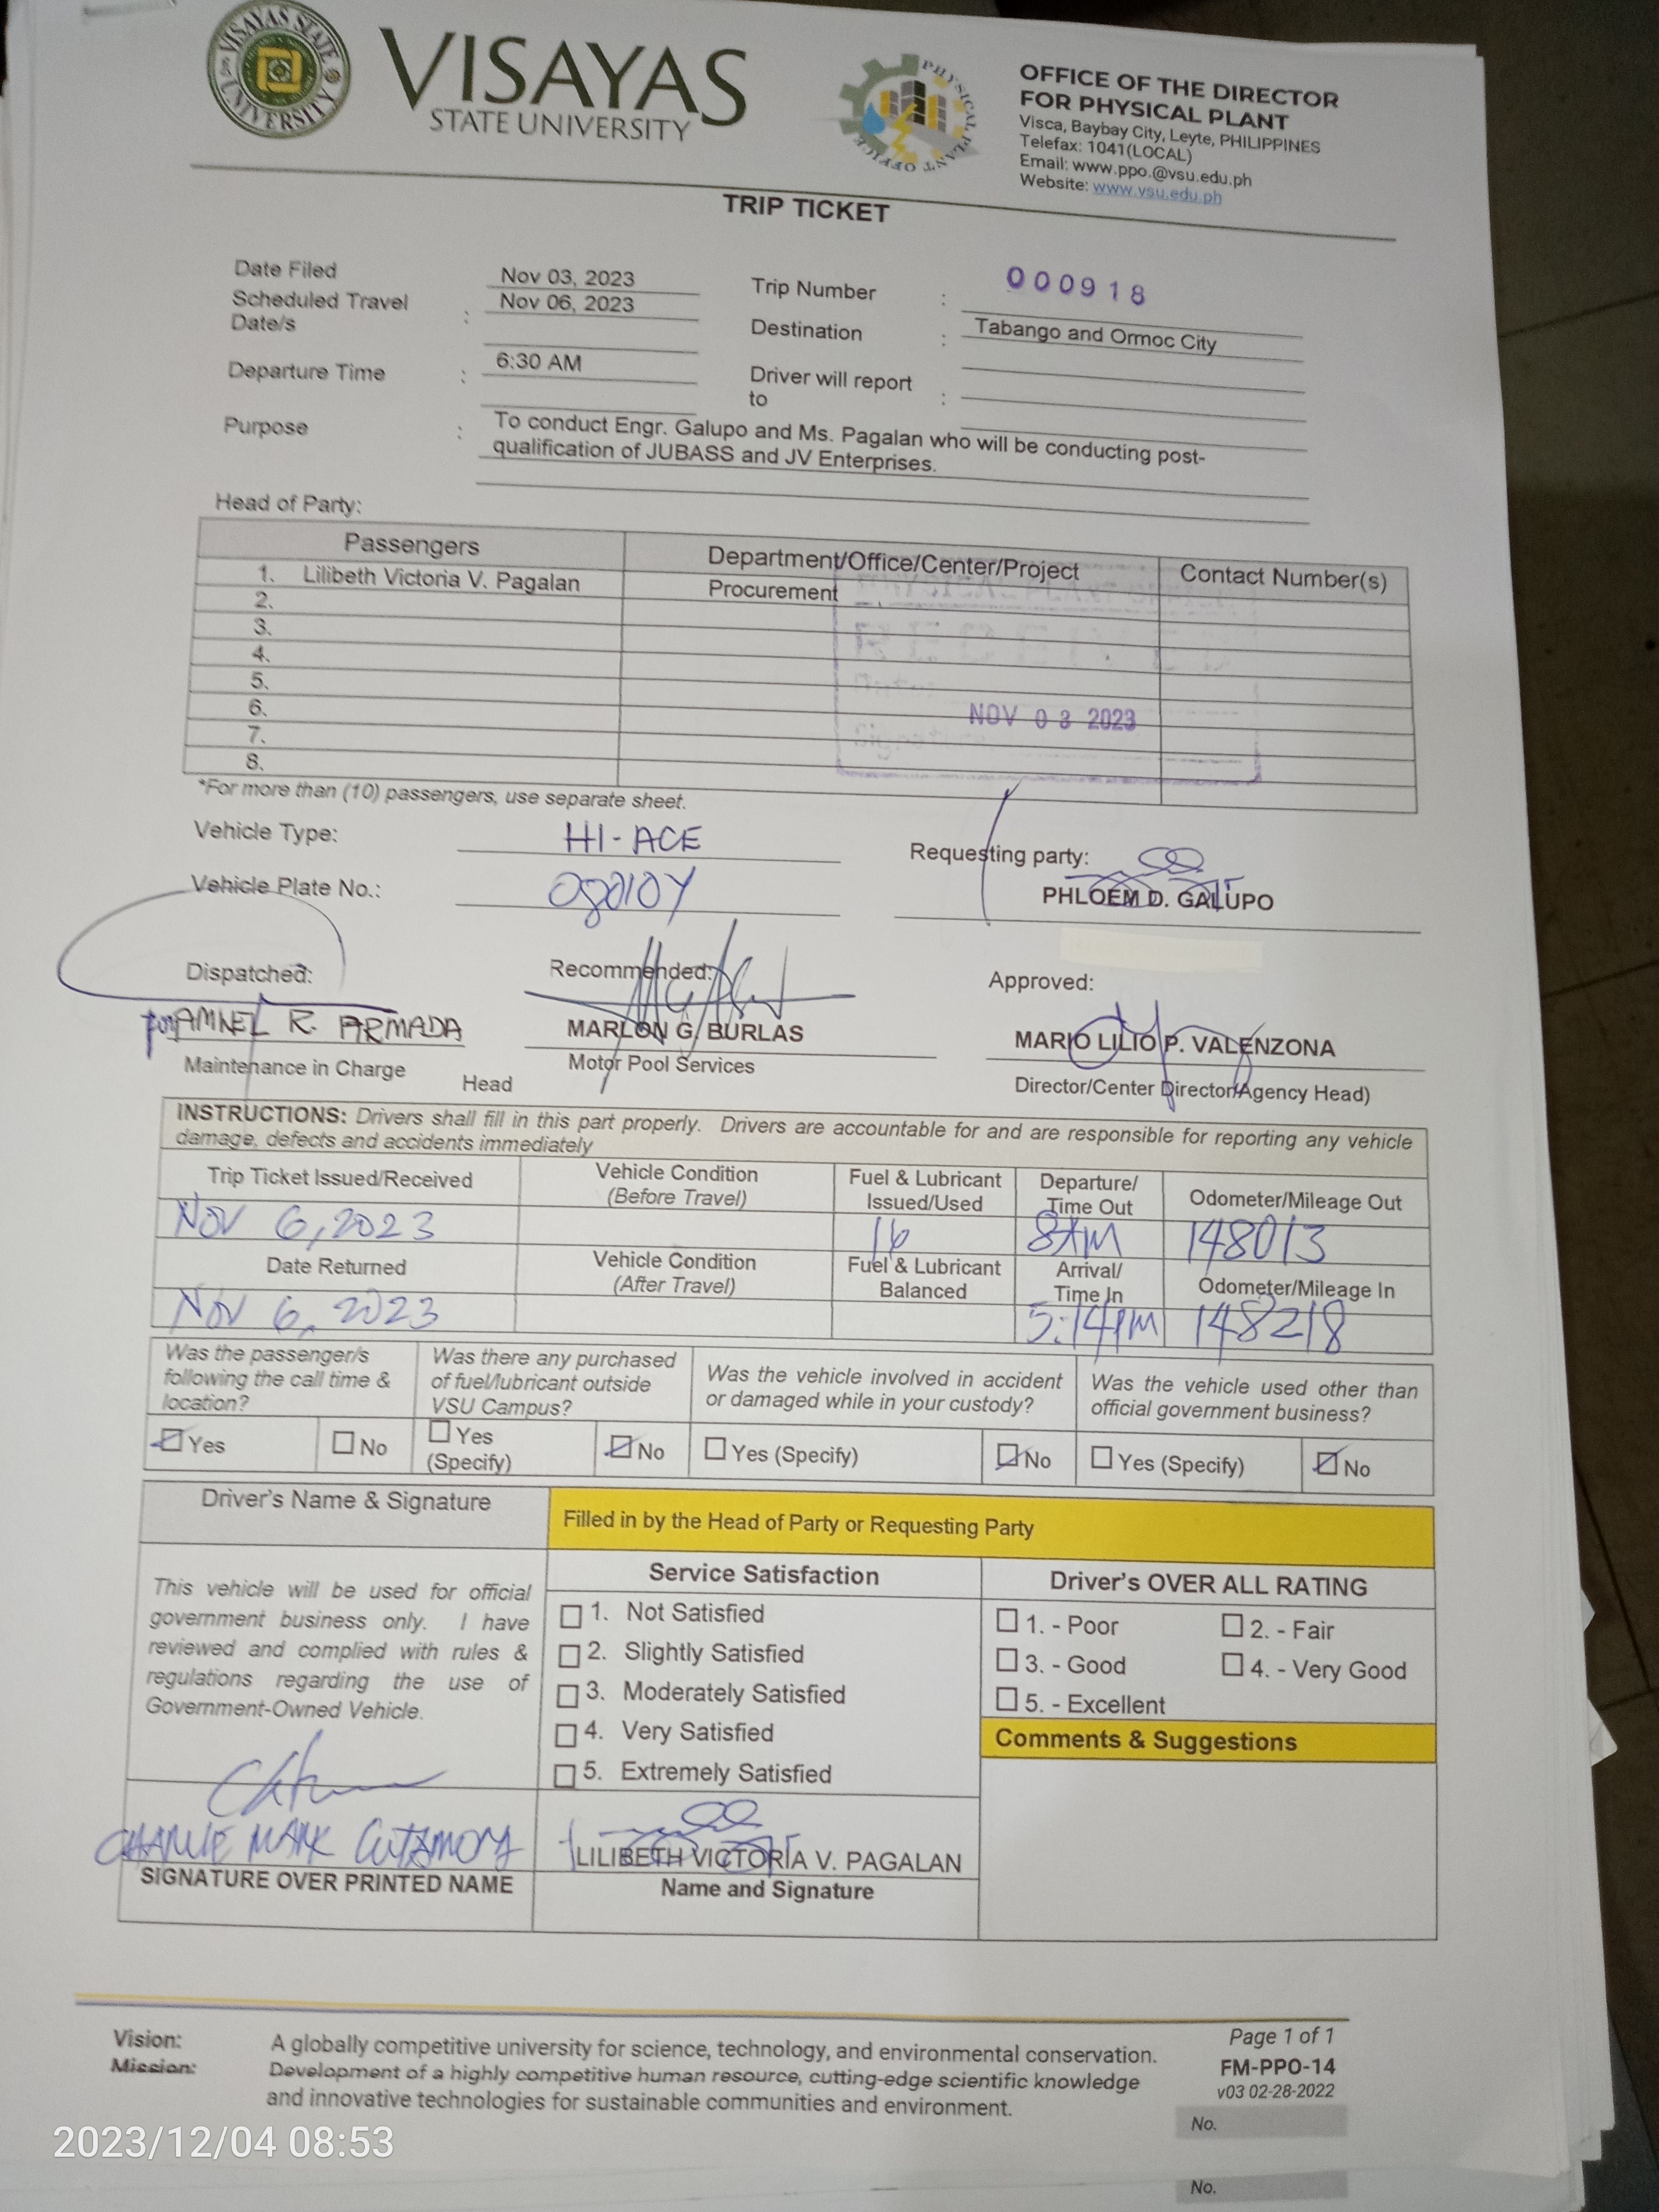 VISAYAS STATE UNIVERSITY
VISAYAS
STATE UNIVERSITY
PHYSICAL PLANT OFFICE
OFFICE OF THE DIRECTOR
FOR PHYSICAL PLANT
Visca, Baybay City, Leyte, PHILIPPINES
Telefax: 1041(LOCAL)
Email: www.ppo.@vsu.edu.ph
Website: www.vsu.edu.ph
TRIP TICKET
Date Filed Nov 03, 2023 Trip Number : 000918
Scheduled Travel Date/s : Nov 06, 2023 Destination : Tabango and Ormoc City
Departure Time : 6:30 AM Driver will report to :
Purpose : To conduct Engr. Galupo and Ms. Pagalan who will be conducting post-
qualification of JUBASS and JV Enterprises.
Head of Party:
Passengers Department/Office/Center/Project Contact Number(s)
1. Lilibeth Victoria V. Pagalan Procurement
2.
3.
4.
5.
6.
NOV 03 2023
7.
8.
*For more than (10) passengers, use separate sheet.
Vehicle Type: HI-ACE Requesting party:
Vehicle Plate No.: PHLOEM D. GALUPO
Dispatched: Recommended: Approved:
R. ARMADA MARLON G. BURLAS MARIO LILIO P. VALENZONA
Maintenance in Charge Head Motor Pool Services Director/Center Director/Agency Head)
INSTRUCTIONS: Drivers shall fill in this part properly. Drivers are accountable for and are responsible for reporting any vehicle
damage, defects and accidents immediately
Trip Ticket Issued/Received Vehicle Condition (Before Travel) Fuel & Lubricant Issued/Used Departure/ Time Out Odometer/Mileage Out
Nov 6, 2023 16 8AM 148013
Date Returned Vehicle Condition (After Travel) Fuel & Lubricant Balanced Arrival/ Time In Odometer/Mileage In
Nov 6, 2023 5:14PM 148218
Was the passenger/s following the call time & location? Was there any purchased of fuel/lubricant outside VSU Campus? Was the vehicle involved in accident or damaged while in your custody? Was the vehicle used other than official government business?
Yes No Yes (Specify) No Yes (Specify) No Yes (Specify) No
Driver's Name & Signature Filled in by the Head of Party or Requesting Party
Service Satisfaction Driver's OVER ALL RATING
This vehicle will be used for official
government business only. I have
reviewed and complied with rules &
regulations regarding the use of
Government-Owned Vehicle.
1. Not Satisfied
2. Slightly Satisfied
3. Moderately Satisfied
4. Very Satisfied
5. Extremely Satisfied
1. - Poor 2. - Fair
3. - Good 4. - Very Good
5. - Excellent
Comments & Suggestions
MARK
LILIBETH VICTORIA V. PAGALAN
SIGNATURE OVER PRINTED NAME Name and Signature
Vision: A globally competitive university for science, technology, and environmental conservation.
Mission: Development of a highly competitive human resource, cutting-edge scientific knowledge
and innovative technologies for sustainable communities and environment.
Page 1 of 1
FM-PPO-14
v03 02-28-2022
No.
No.
2023/12/04 08:53